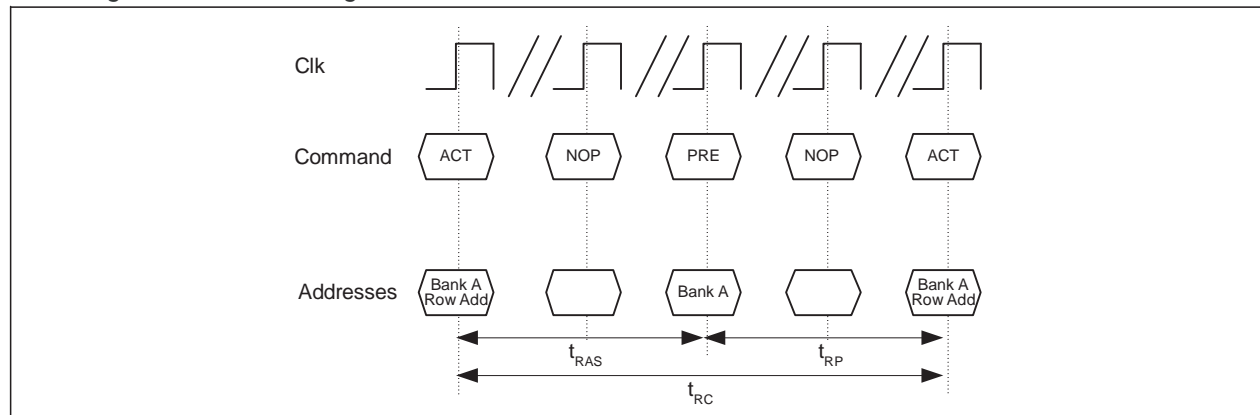 Clk
Command ACT NOP PRE NOP ACT
Addresses Bank A Row Add Bank A Bank A Row Add
tRAS tRP
tRC